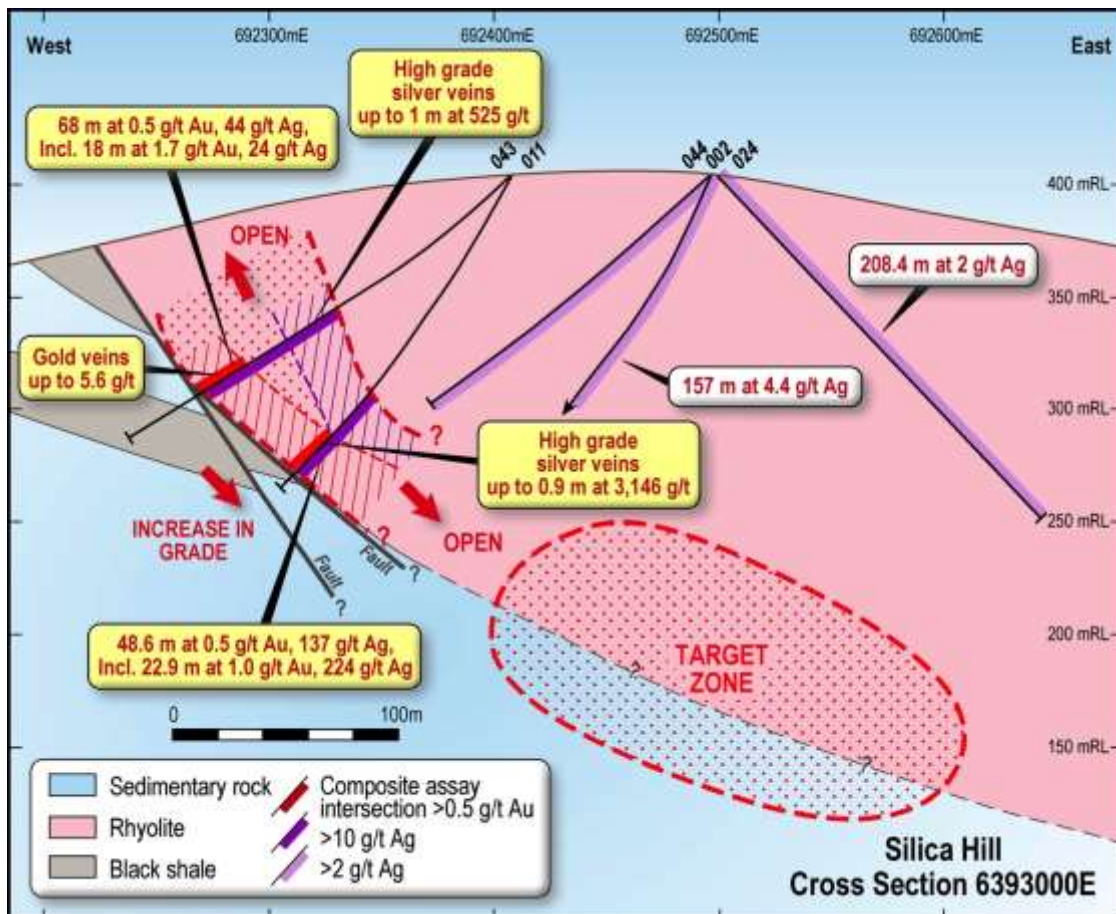 West
692300mE
692400mE
692500mE
692600mE
East
High grade
silver veins
up to 1 m at 525 g/t
68 m at 0.5 g/t Au, 44 g/t Ag,
Incl. 18 m at 1.7 g/t Au, 24 g/t Ag
043
011
044
002
024
400 mRL
OPEN
208.4 m at 2 g/t Ag
350 mRL
Gold veins
up to 5.6 g/t
157 m at 4.4 g/t Ag
300 mRL
?
High grade
silver veins
up to 0.9 m at 3,146 g/t
INCREASE IN
GRADE
OPEN
250 mRL
?
Fault
?
Fault
?
48.6 m at 0.5 g/t Au, 137 g/t Ag,
Incl. 22.9 m at 1.0 g/t Au, 224 g/t Ag
200 mRL
TARGET
ZONE
?
?
150 mRL
0
100m
Sedimentary rock
Rhyolite
Black shale
Composite assay
intersection >0.5 g/t Au
>10 g/t Ag
>2 g/t Ag
Silica Hill
Cross Section 6393000E